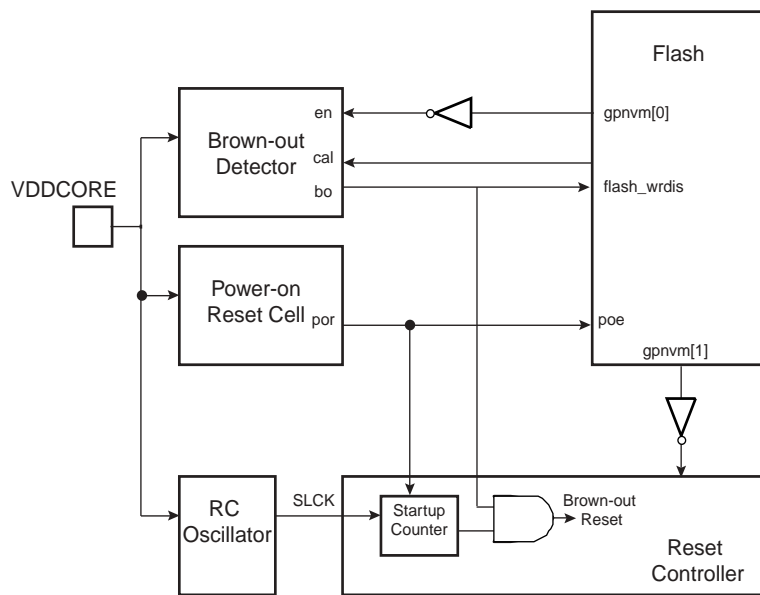 Flash
en
gpnvm[0]
Brown-out
Detector
cal
bo
flash_wrdis
VDDCORE
Power-on
Reset Cell
por
poe
gpnvm[1]
RC
Oscillator
SLCK
Startup
Counter
Brown-out
Reset
Reset
Controller